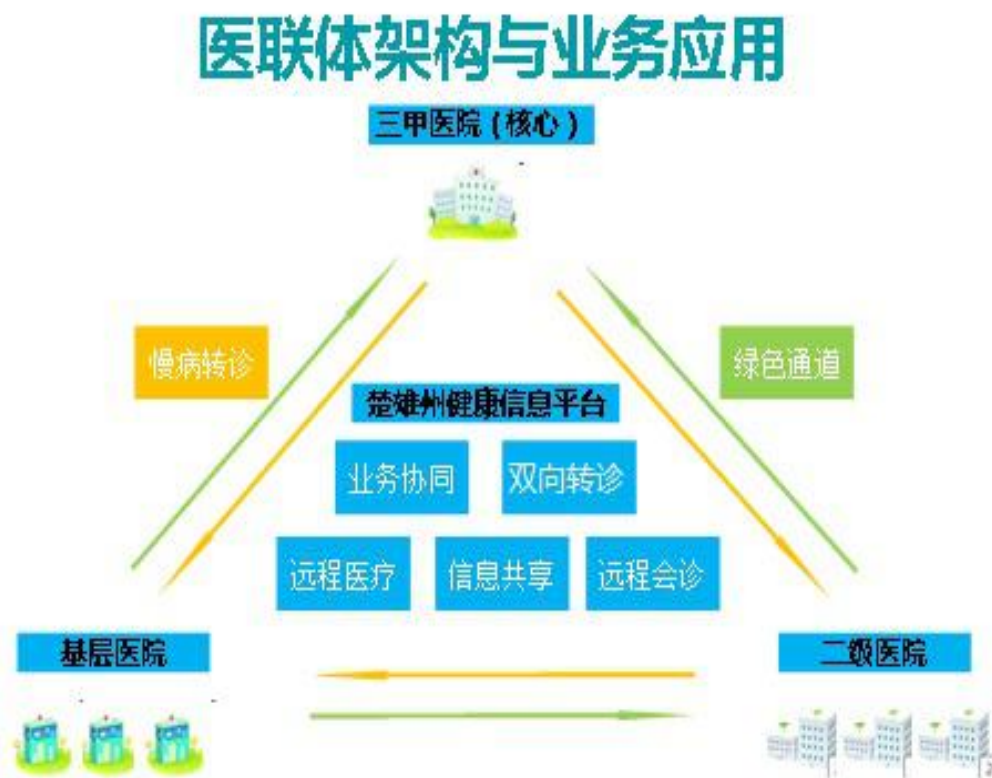 医联体架构与业务应用
三甲医院（核心）
慢病转诊
绿色通道
楚雄州健康信息平台
业务协同
双向转诊
远程医疗
信息共享
远程会诊
基层医院
二级医院